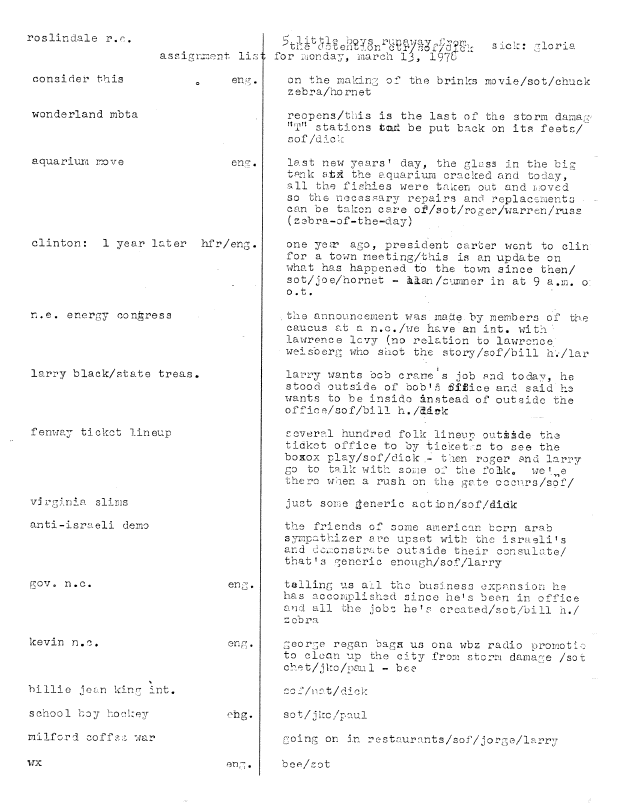 roslindale r.c. 5 little boys runaway from
the detention ctr/sof/dick sick: gloria
assignment list for monday, march 13, 1978
consider this eng. on the making of the brinks movie/sot/chuck
zebra/hornet
wonderland mbta reopens/this is the last of the storm damag
"T" stations to be put back on its feets/
sof/dick
aquarium move eng. last new years' day, the glass in the big
tank at the aquarium cracked and today,
all the fishies were taken out and moved
so the necessary repairs and replacements
can be taken care of/sot/roger/warren/russ
(zebra-of-the-day)
clinton: 1 year later hfr/eng. one year ago, president carter went to clin
for a town meeting/this is an update on
what has happened to the town since then/
sot/joe/hornet - alan/sumner in at 9 a.m. o
o.t.
n.e. energy congress the announcement was made by members of the
caucus at a n.c./we have an int. with
lawrence levy (no relation to lawrence
weisberg who shot the story/sof/bill h./lar
larry black/state treas. larry wants bob crane's job and today, he
stood outside of bob's office and said he
wants to be inside instead of outside the
office/sof/bill h./dick
fenway ticket lineup several hundred folk lineup outside the
ticket office to by tickets to see the
boxox play/sof/dick - then roger and larry
go to talk with some of the folk. we're
there when a rush on the gate occurs/sof/
virginia slims just some generic action/sof/dick
anti-israeli demo the friends of some american born arab
sympathizer are upset with the israeli's
and demonstrate outside their consulate/
that's generic enough/sof/larry
gov. n.c. eng. telling us all the business expansion he
has accomplished since he's been in office
and all the jobs he's created/sot/bill h./
zebra
kevin n.c. eng. george regan bags us ona wbz radio promotio
to clean up the city from storm damage /sot
chet/jko/paul - bee
billie jean king int. sof/nat/dick
school boy hockey eng. sot/jko/paul
milford coffee war going on in restaurants/sof/jorge/larry
wx eng. bee/sot